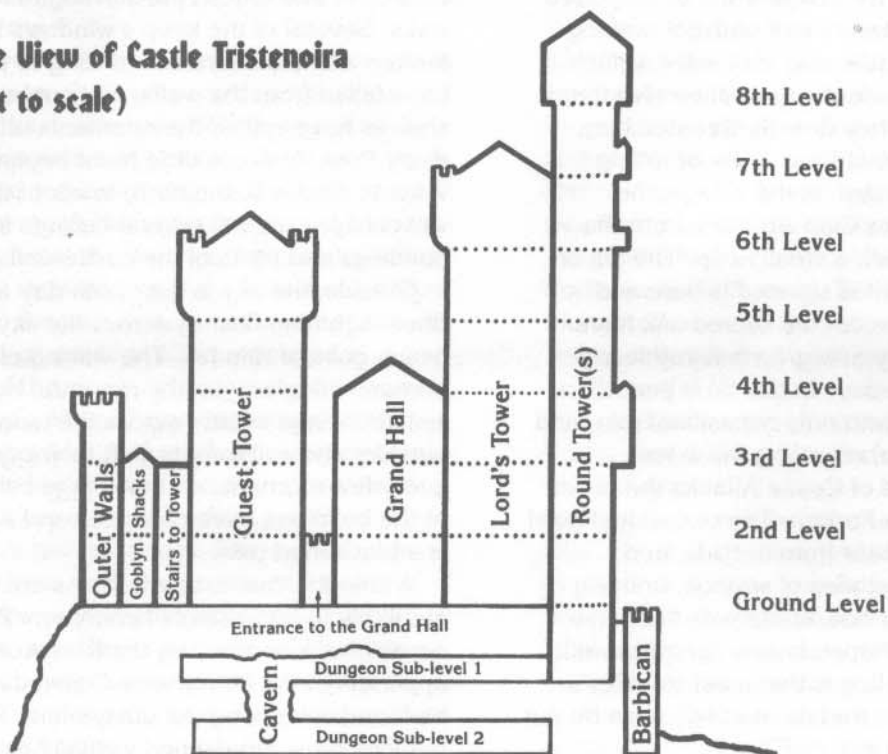 View of Castle Tristenoira
to scale)
8th Level
7th Level
6th Level
5th Level
4th Level
3rd Level
2nd Level
Ground Level
Outer Walls
Goblyns' Shacks
Stairs to Tower
Guest Tower
Grand Hall
Lord's Tower
Round Tower(s)
Entrance to the Grand Hall
Dungeon Sub-level 1
Cavern
Dungeon Sub-level 2
Barbican